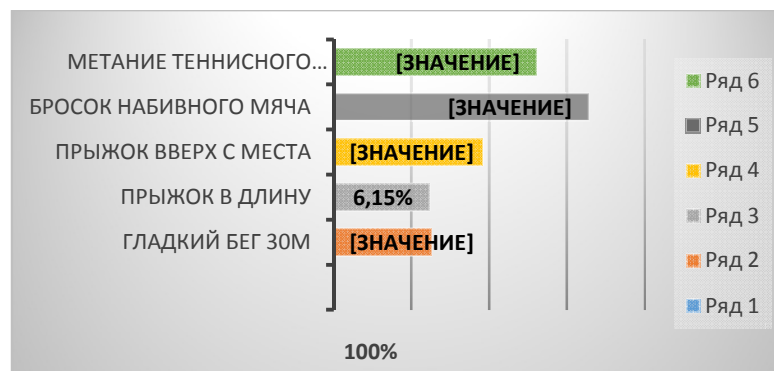 МЕТАНИЕ ТЕННИСНОГО...
[ЗНАЧЕНИЕ]
БРОСОК НАБИВНОГО МЯЧА
[ЗНАЧЕНИЕ]
ПРЫЖОК ВВЕРХ С МЕСТА
[ЗНАЧЕНИЕ]
ПРЫЖОК В ДЛИНУ
6,15%
ГЛАДКИЙ БЕГ 30М
[ЗНАЧЕНИЕ]
100%
Ряд 6
Ряд 5
Ряд 4
Ряд 3
Ряд 2
Ряд 1